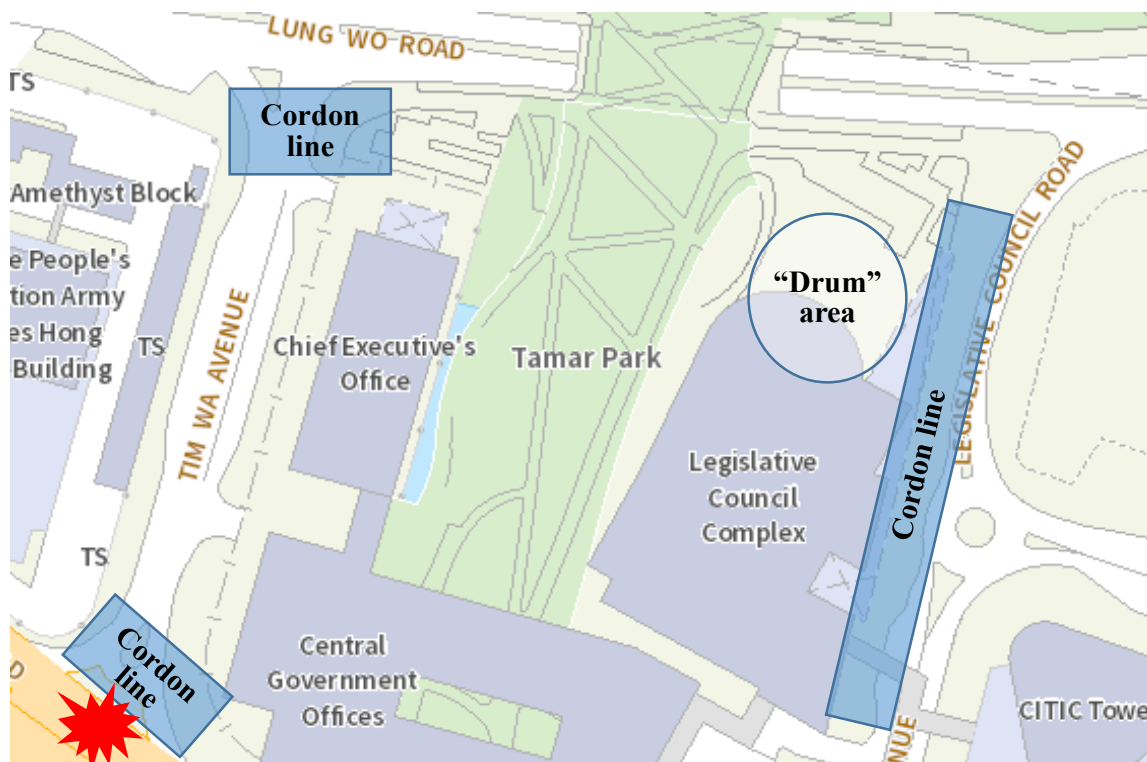 LUNG WO ROAD
TS
Cordon
line
Amethyst Block
e People's
tion Army
es Hong
Building
TS
TIM WA AVENUE
Chief Executive's
Office
Tamar Park
“Drum”
area
LEGISLATIVE COUNCIL ROAD
Cordon line
Legislative
Council
Complex
TS
Cordon
line
D
Central
Government
Offices
NUE
CITIC Towe